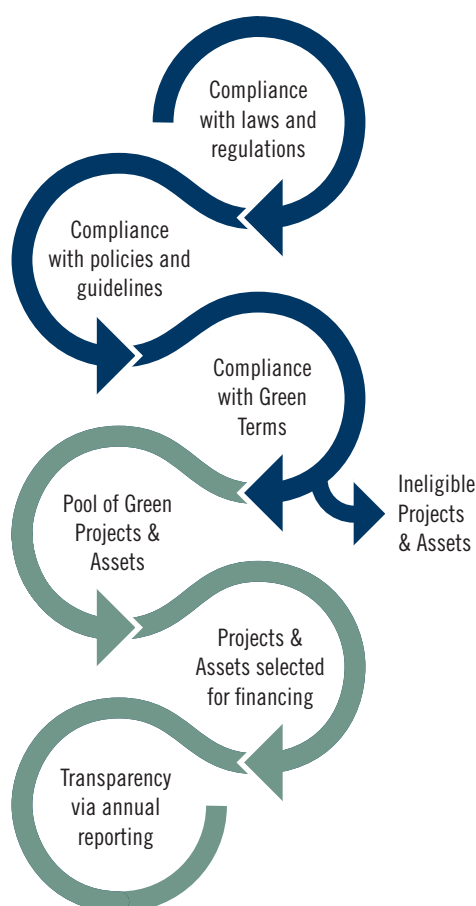 Compliance
with laws and
regulations
Compliance
with policies and
guidelines
Compliance
with Green
Terms
Ineligible
Projects
& Assets
Pool of Green
Projects &
Assets
Projects &
Assets selected
for financing
Transparency
via annual
reporting